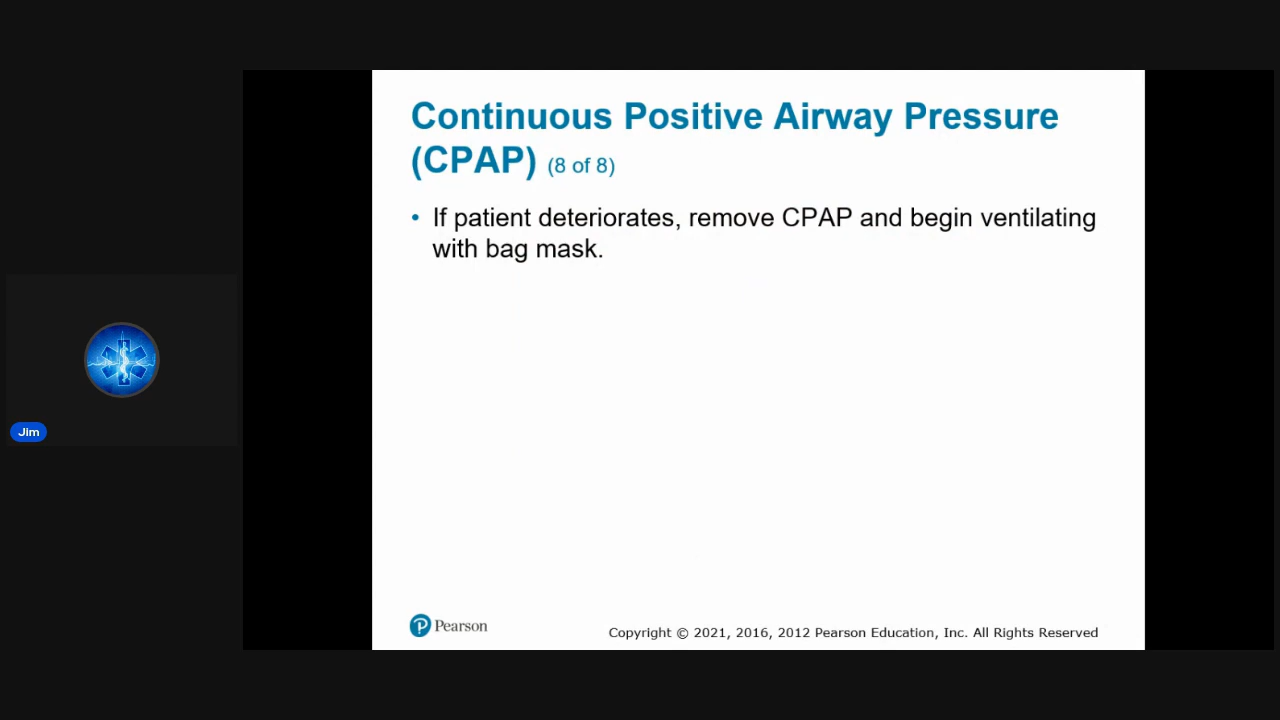 Continuous Positive Airway Pressure
(CPAP) (8 of 8)
• If patient deteriorates, remove CPAP and begin ventilating
with bag mask.
Jim
Pearson
Copyright © 2021, 2016, 2012 Pearson Education, Inc. All Rights Reserved